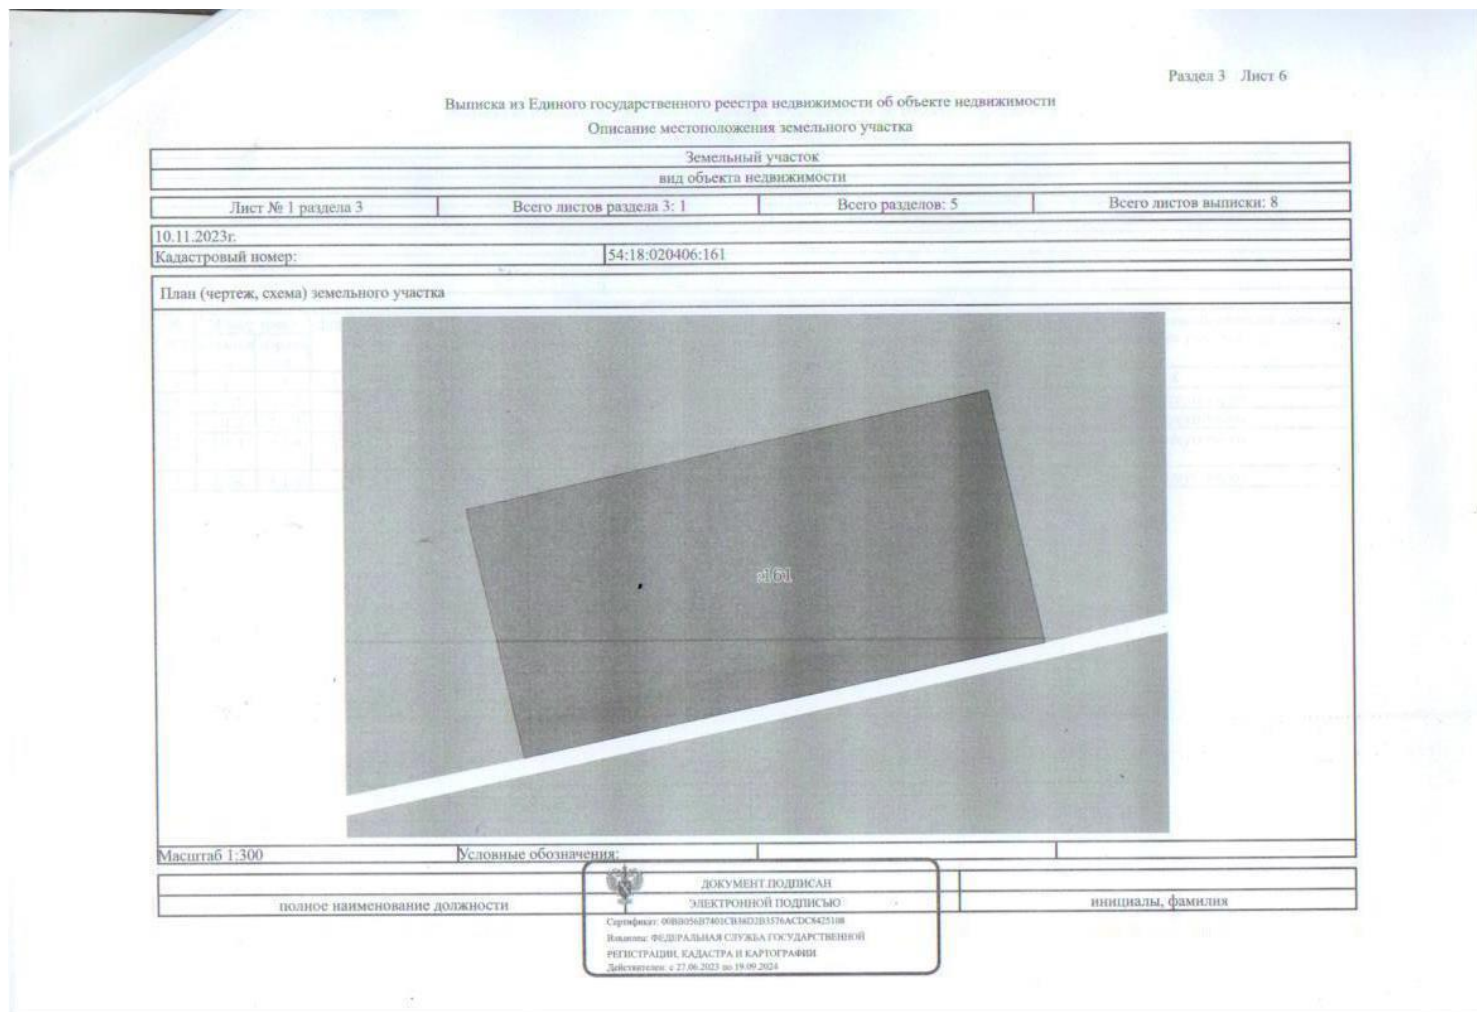 Раздел 3 Лист 6
Выписка из Единого государственного реестра недвижимости об объекте недвижимости
Описание местоположения земельного участка
Земельный участок
вид объекта недвижимости
Лист № 1 раздела 3 Всего листов раздела 3: 1 Всего разделов: 5 Всего листов выписки: 8
10.11.2023г.
Кадастровый номер: 54:18:020406:161
План (чертеж, схема) земельного участка
:161
Масштаб 1:300 Условные обозначения:
ДОКУМЕНТ ПОДПИСАН
полное наименование должности ЭЛЕКТРОННОЙ ПОДПИСЬЮ инициалы, фамилия
Сертификат:
Владелец: ФЕДЕРАЛЬНАЯ СЛУЖБА ГОСУДАРСТВЕННОЙ
РЕГИСТРАЦИИ, КАДАСТРА И КАРТОГРАФИИ
Действителен: с 27.06.2023 по 19.09.2024